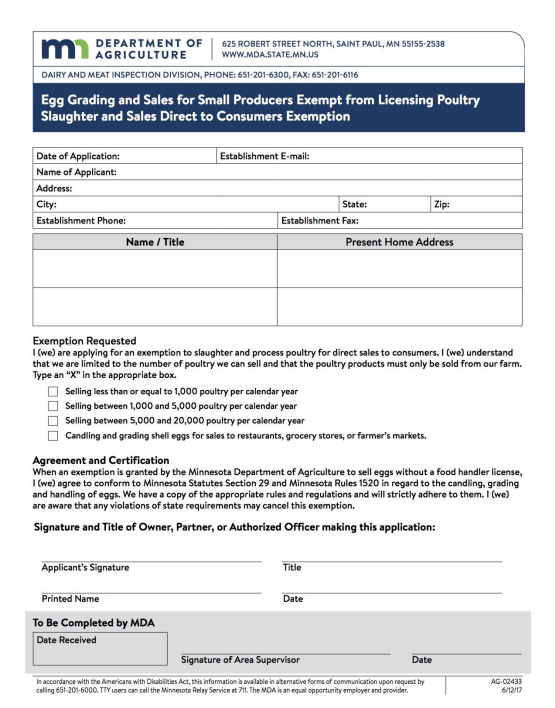 mn DEPARTMENT OF AGRICULTURE
625 ROBERT STREET NORTH, SAINT PAUL, MN 55155-2538
WWW.MDA.STATE.MN.US
DAIRY AND MEAT INSPECTION DIVISION, PHONE: 651-201-6300, FAX: 651-201-6116
Egg Grading and Sales for Small Producers Exempt from Licensing Poultry
Slaughter and Sales Direct to Consumers Exemption
Date of Application: Establishment E-mail:
Name of Applicant:
Address:
City: State: Zip:
Establishment Phone: Establishment Fax:
Name / Title Present Home Address
Exemption Requested
I (we) are applying for an exemption to slaughter and process poultry for direct sales to consumers. I (we) understand
that we are limited to the number of poultry we can sell and that the poultry products must only be sold from our farm.
Type an “X” in the appropriate box.
Selling less than or equal to 1,000 poultry per calendar year
Selling between 1,000 and 5,000 poultry per calendar year
Selling between 5,000 and 20,000 poultry per calendar year
Candling and grading shell eggs for sales to restaurants, grocery stores, or farmer’s markets.
Agreement and Certification
When an exemption is granted by the Minnesota Department of Agriculture to sell eggs without a food handler license,
I (we) agree to conform to Minnesota Statutes Section 29 and Minnesota Rules 1520 in regard to the candling, grading
and handling of eggs. We have a copy of the appropriate rules and regulations and will strictly adhere to them. I (we)
are aware that any violations of state requirements may cancel this exemption.
Signature and Title of Owner, Partner, or Authorized Officer making this application:
Applicant’s Signature Title
Printed Name Date
To Be Completed by MDA
Date Received
Signature of Area Supervisor Date
In accordance with the Americans with Disabilities Act, this information is available in alternative forms of communication upon request by
calling 651-201-6000. TTY users can call the Minnesota Relay Service at 711. The MDA is an equal opportunity employer and provider.
AG-02433
6/12/17